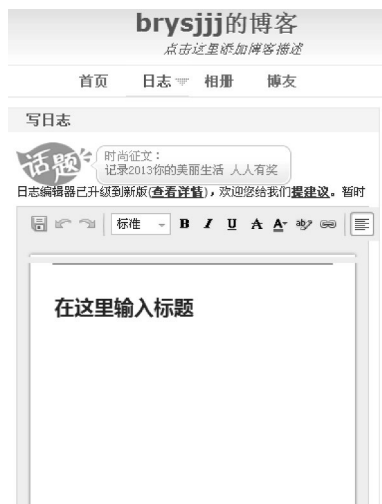 brysjjj的博客
点击这里添加博客描述
首页 日志 相册 博友
写日志
话题
时尚征文：
记录2013你的美丽生活 人人有奖
日志编辑器已升级到新版(查看详情)，欢迎您给我们提建议。暂时
标准 B I U A A ab
在这里输入标题